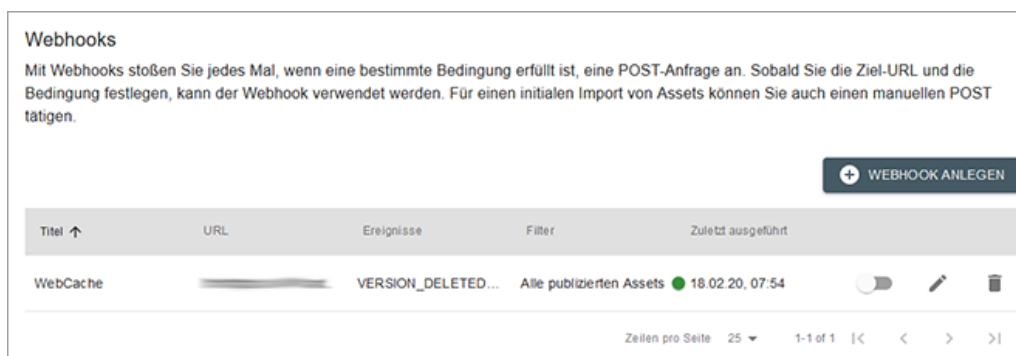 Webhooks
Mit Webhooks stoßen Sie jedes Mal, wenn eine bestimmte Bedingung erfüllt ist, eine POST-Anfrage an. Sobald Sie die Ziel-URL und die
Bedingung festlegen, kann der Webhook verwendet werden. Für einen initialen Import von Assets können Sie auch einen manuellen POST
tätigen.
WEBHOOK ANLEGEN
Titel URL Ereignisse Filter Zuletzt ausgeführt
WebCache VERSION_DELETED... Alle publizierten Assets 18.02.20, 07:54
Zeilen pro Seite 25 1-1 of 1